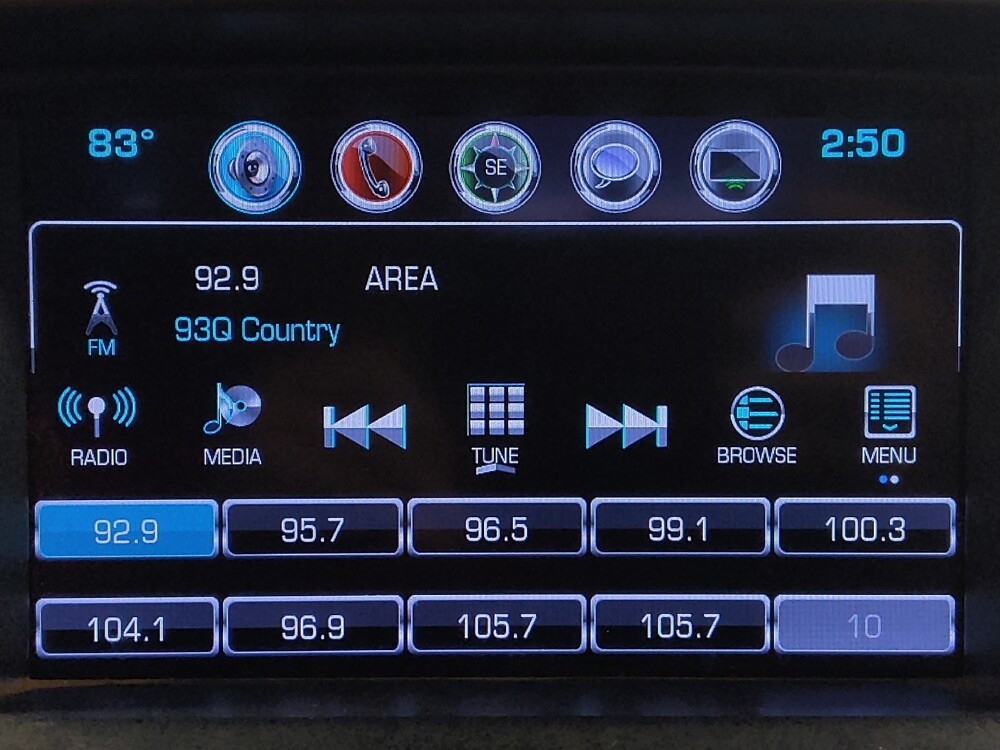 83° SE 2:50
92.9 AREA
93Q Country
FM
RADIO MEDIA TUNE BROWSE MENU
92.9 95.7 96.5 99.1 100.3
104.1 96.9 105.7 105.7 10